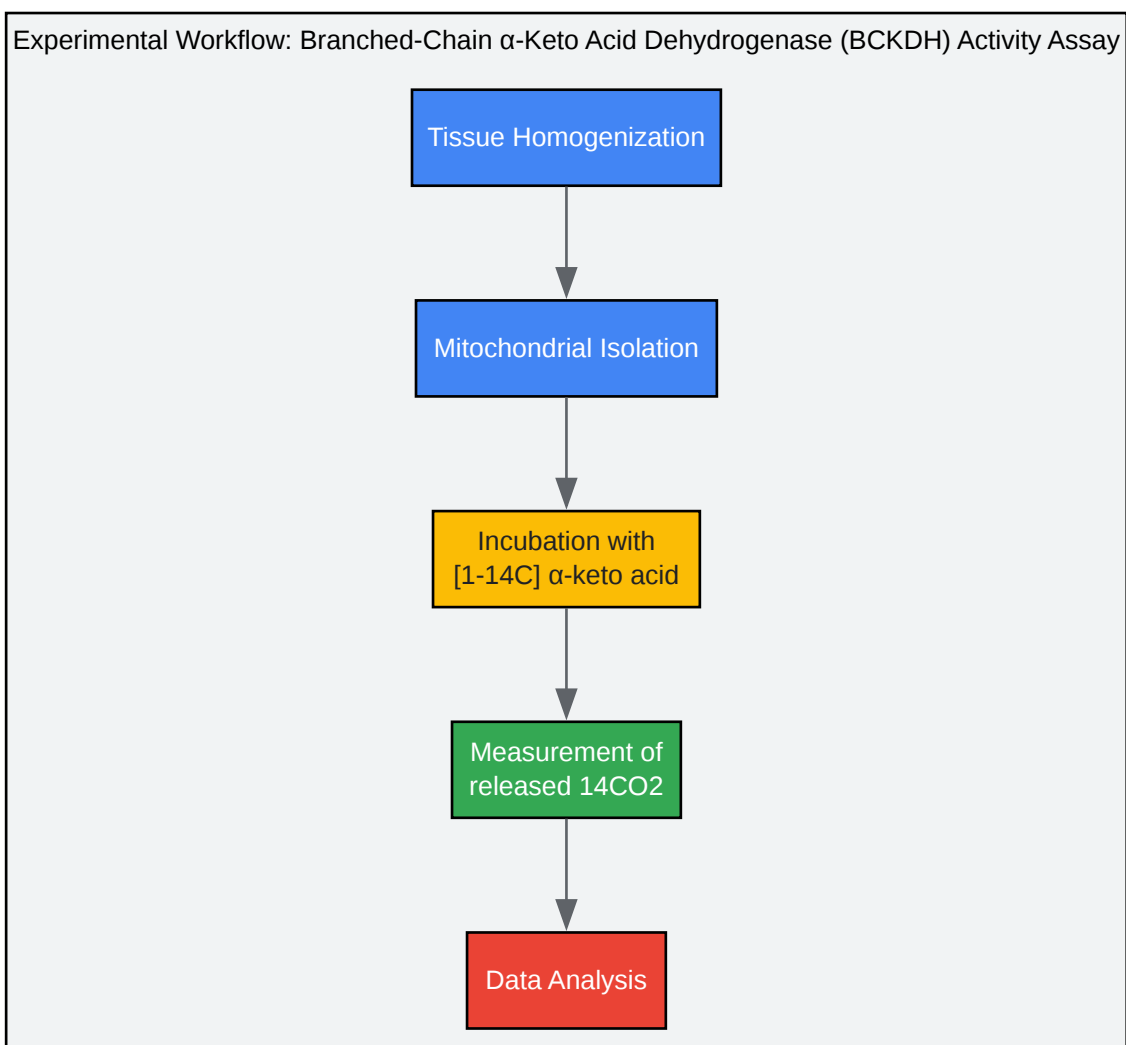 Experimental Workflow: Branched-Chain α-Keto Acid Dehydrogenase (BCKDH) Activity Assay
Tissue Homogenization
Mitochondrial Isolation
Incubation with
[1-14C] α-keto acid
Measurement of
released 14CO2
Data Analysis